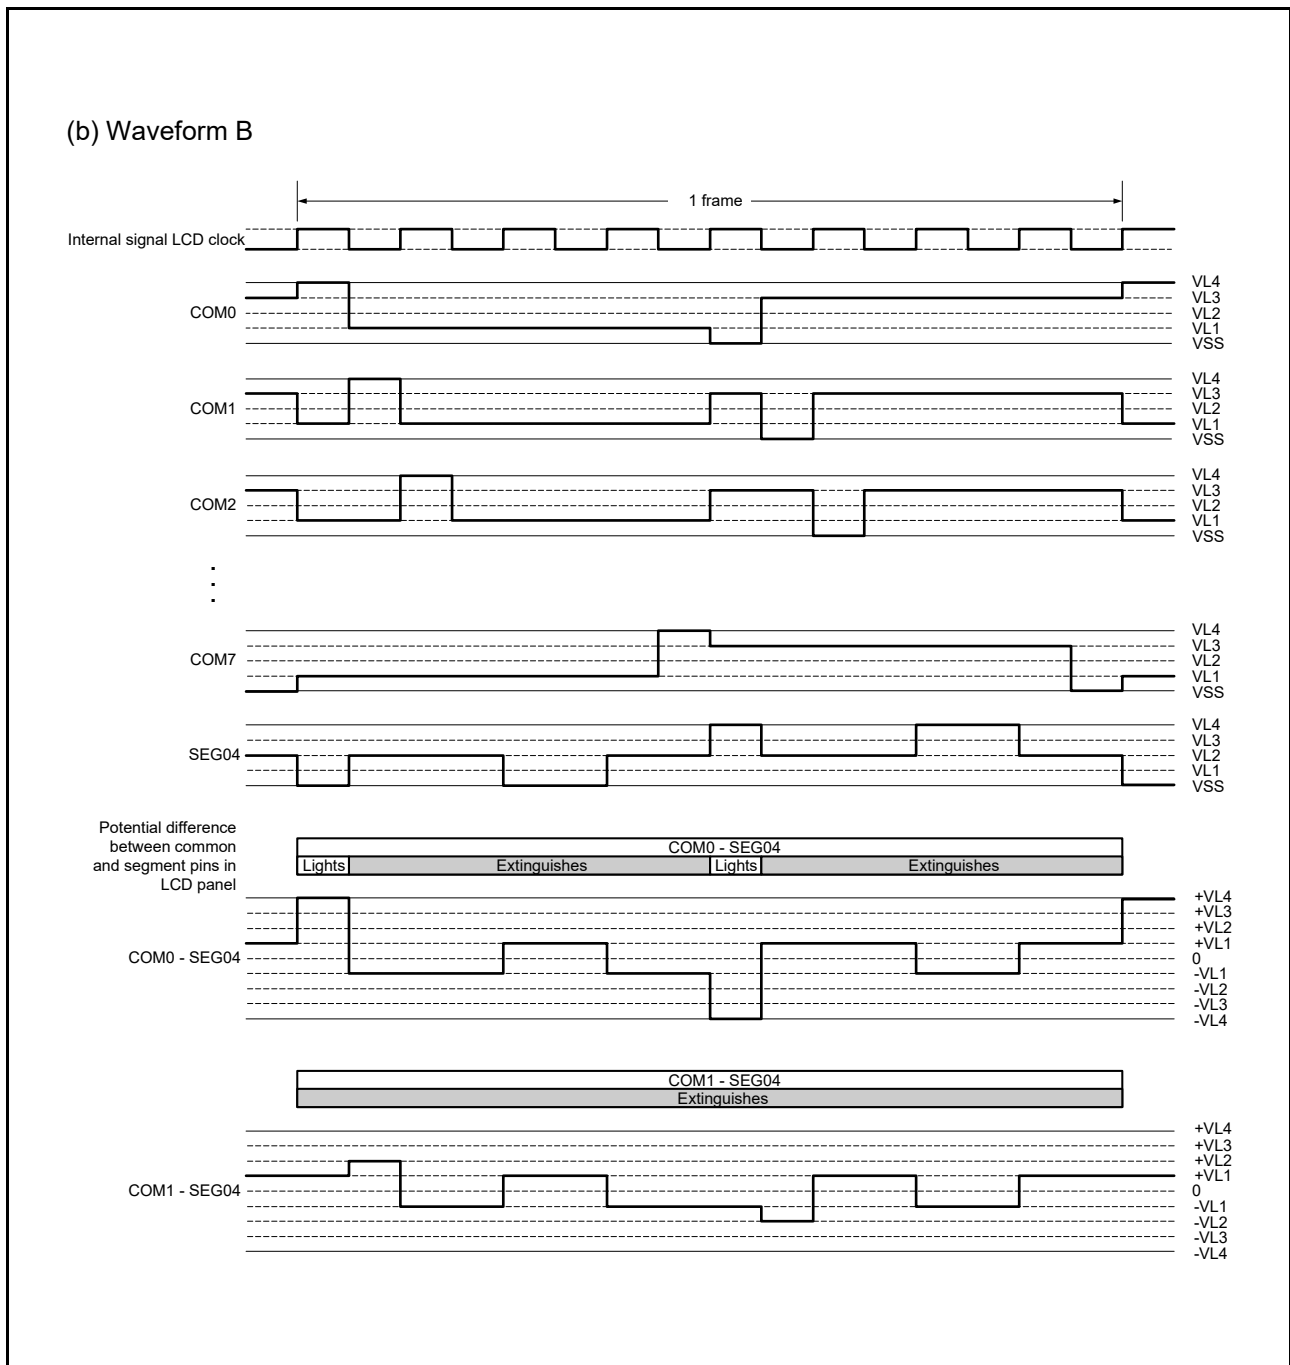 (b) Waveform B
1 frame
Internal signal LCD clock
COM0
VL4
VL3
VL2
VL1
VSS
COM1
VL4
VL3
VL2
VL1
VSS
COM2
VL4
VL3
VL2
VL1
VSS
COM7
VL4
VL3
VL2
VL1
VSS
SEG04
VL4
VL3
VL2
VL1
VSS
Potential difference
between common
and segment pins in
LCD panel
COM0 - SEG04
Lights Extinguishes Lights Extinguishes
COM0 - SEG04
+VL4
+VL3
+VL2
+VL1
0
-VL1
-VL2
-VL3
-VL4
COM1 - SEG04
Extinguishes
COM1 - SEG04
+VL4
+VL3
+VL2
+VL1
0
-VL1
-VL2
-VL3
-VL4